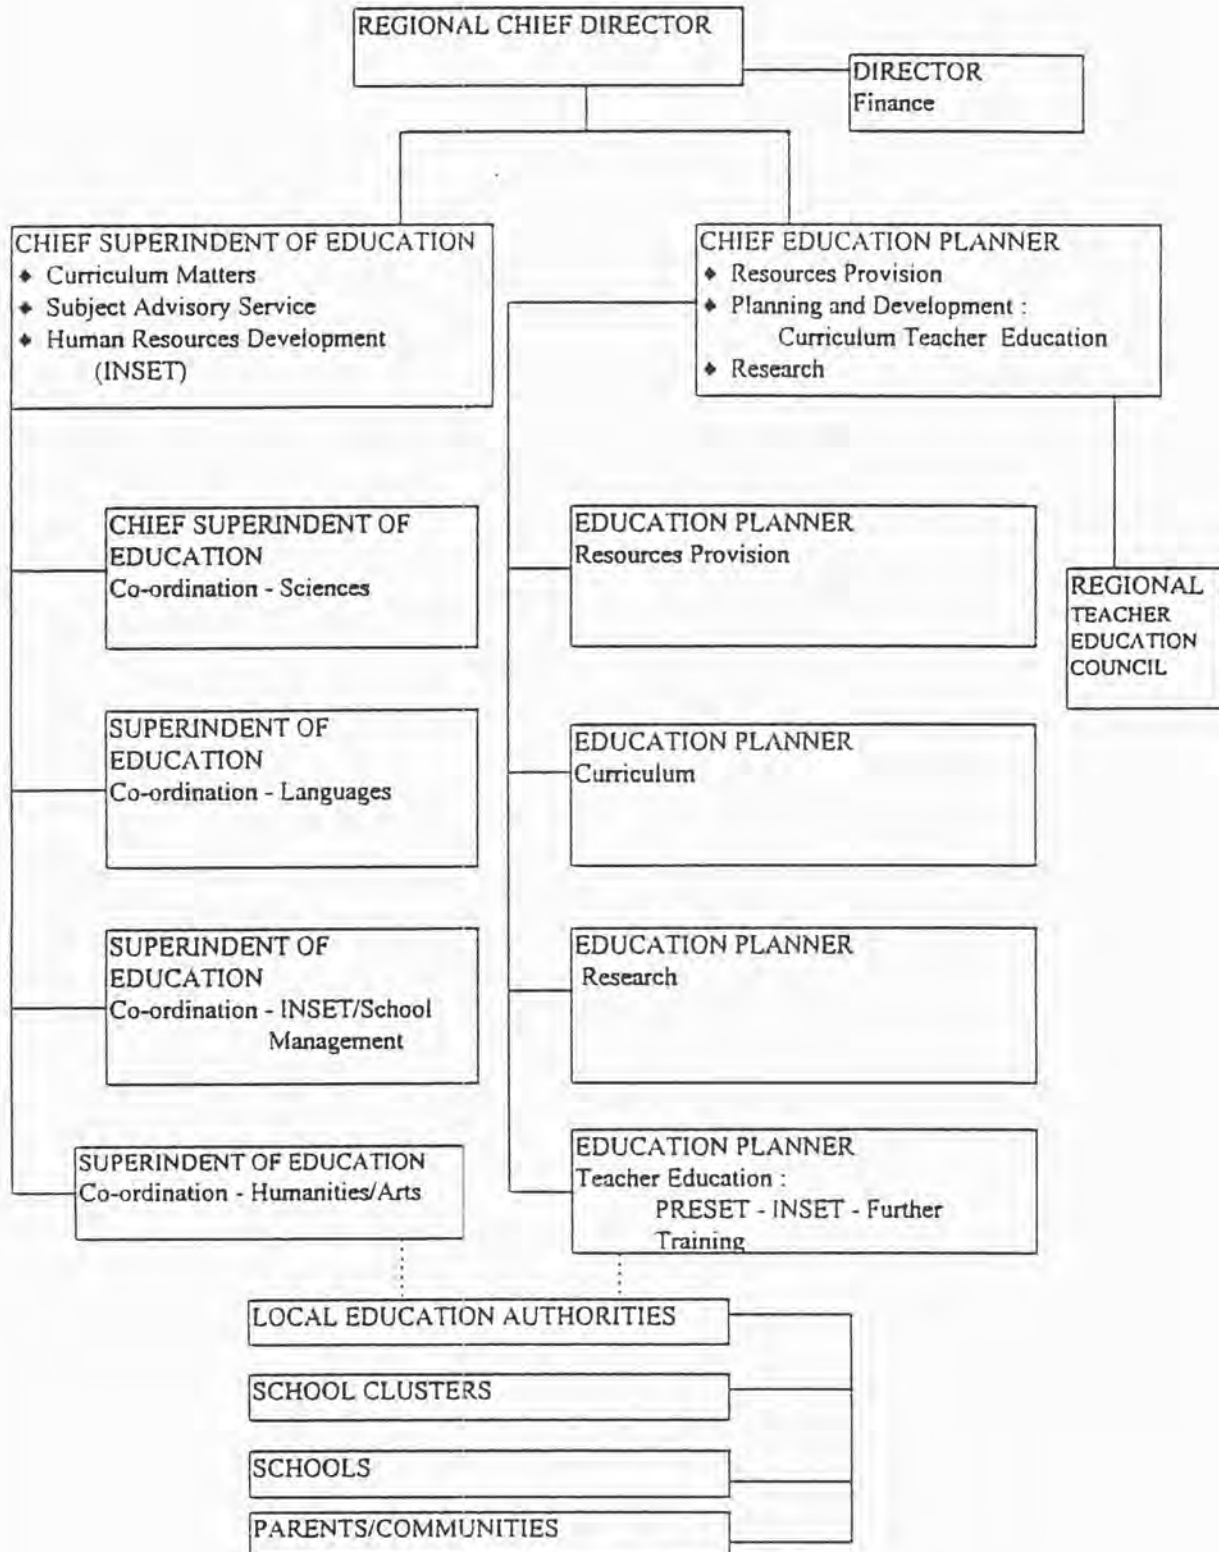 REGIONAL CHIEF DIRECTOR
DIRECTOR
Finance
CHIEF SUPERINDENT OF EDUCATION
♦ Curriculum Matters
♦ Subject Advisory Service
♦ Human Resources Development
(INSET)
CHIEF EDUCATION PLANNER
♦ Resources Provision
♦ Planning and Development :
Curriculum Teacher Education
♦ Research
CHIEF SUPERINDENT OF
EDUCATION
Co-ordination - Sciences
EDUCATION PLANNER
Resources Provision
REGIONAL
TEACHER
EDUCATION
COUNCIL
SUPERINDENT OF
EDUCATION
Co-ordination - Languages
EDUCATION PLANNER
Curriculum
SUPERINDENT OF
EDUCATION
Co-ordination - INSET/School
Management
EDUCATION PLANNER
Research
SUPERINDENT OF EDUCATION
Co-ordination - Humanities/Arts
EDUCATION PLANNER
Teacher Education :
PRESET - INSET - Further
Training
LOCAL EDUCATION AUTHORITIES
SCHOOL CLUSTERS
SCHOOLS
PARENTS/COMMUNITIES